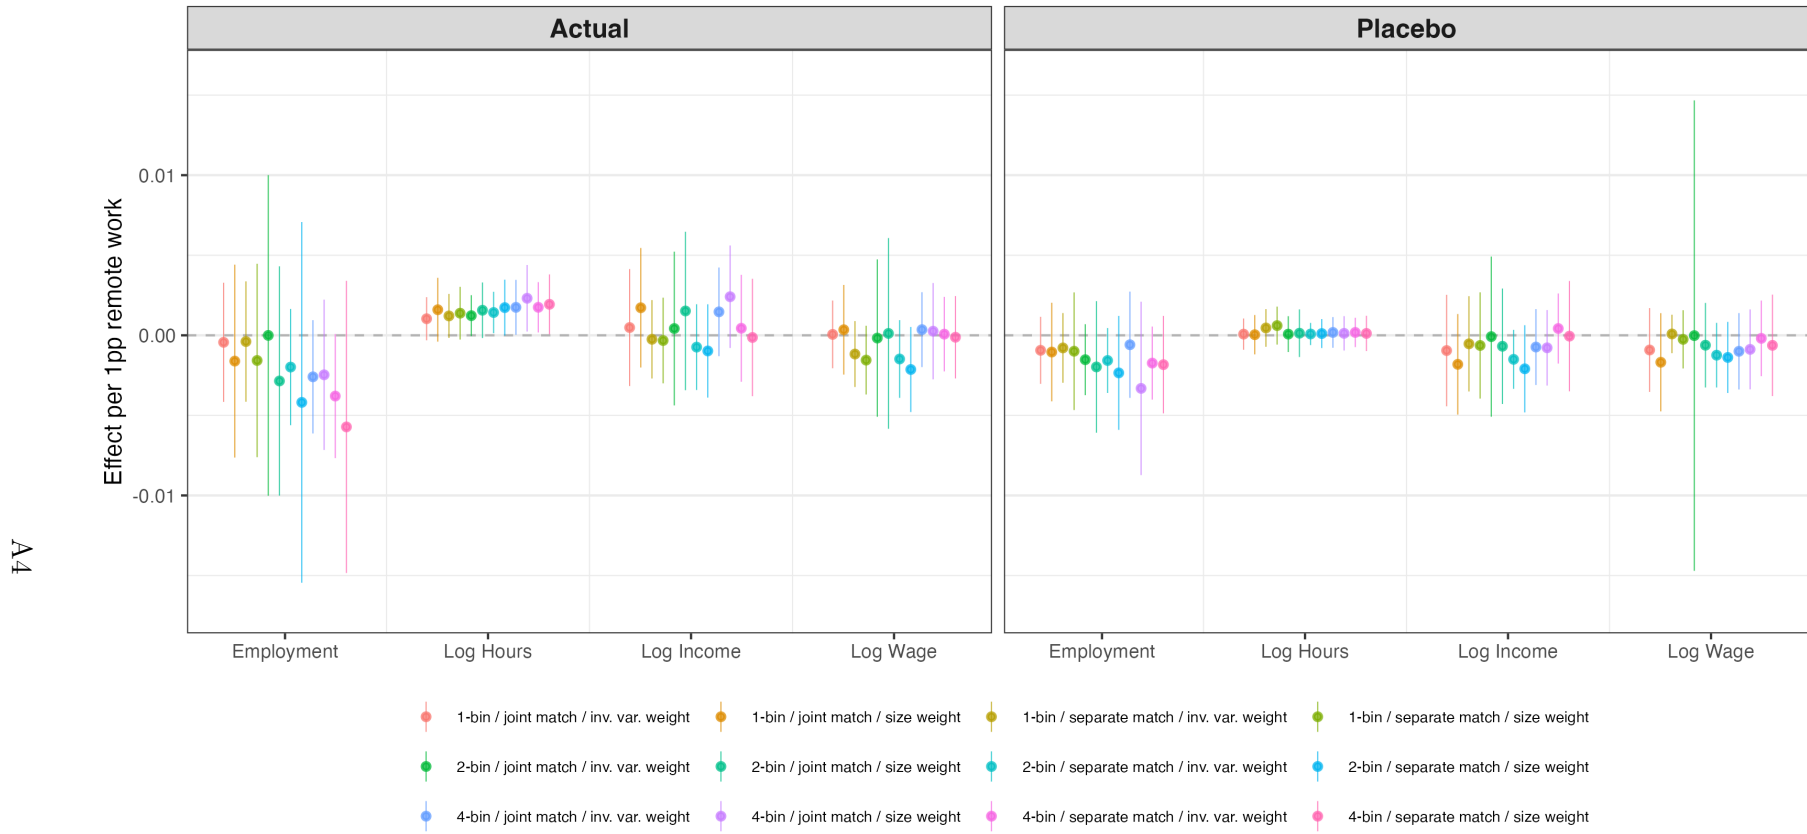 Actual
Placebo
Effect per 1pp remote work
0.01
0.00
-0.01
Employment
Log Hours
Log Income
Log Wage
Employment
Log Hours
Log Income
Log Wage
1-bin / joint match / inv. var. weight
1-bin / joint match / size weight
1-bin / separate match / inv. var. weight
1-bin / separate match / size weight
2-bin / joint match / inv. var. weight
2-bin / joint match / size weight
2-bin / separate match / inv. var. weight
2-bin / separate match / size weight
4-bin / joint match / inv. var. weight
4-bin / joint match / size weight
4-bin / separate match / inv. var. weight
4-bin / separate match / size weight
A4